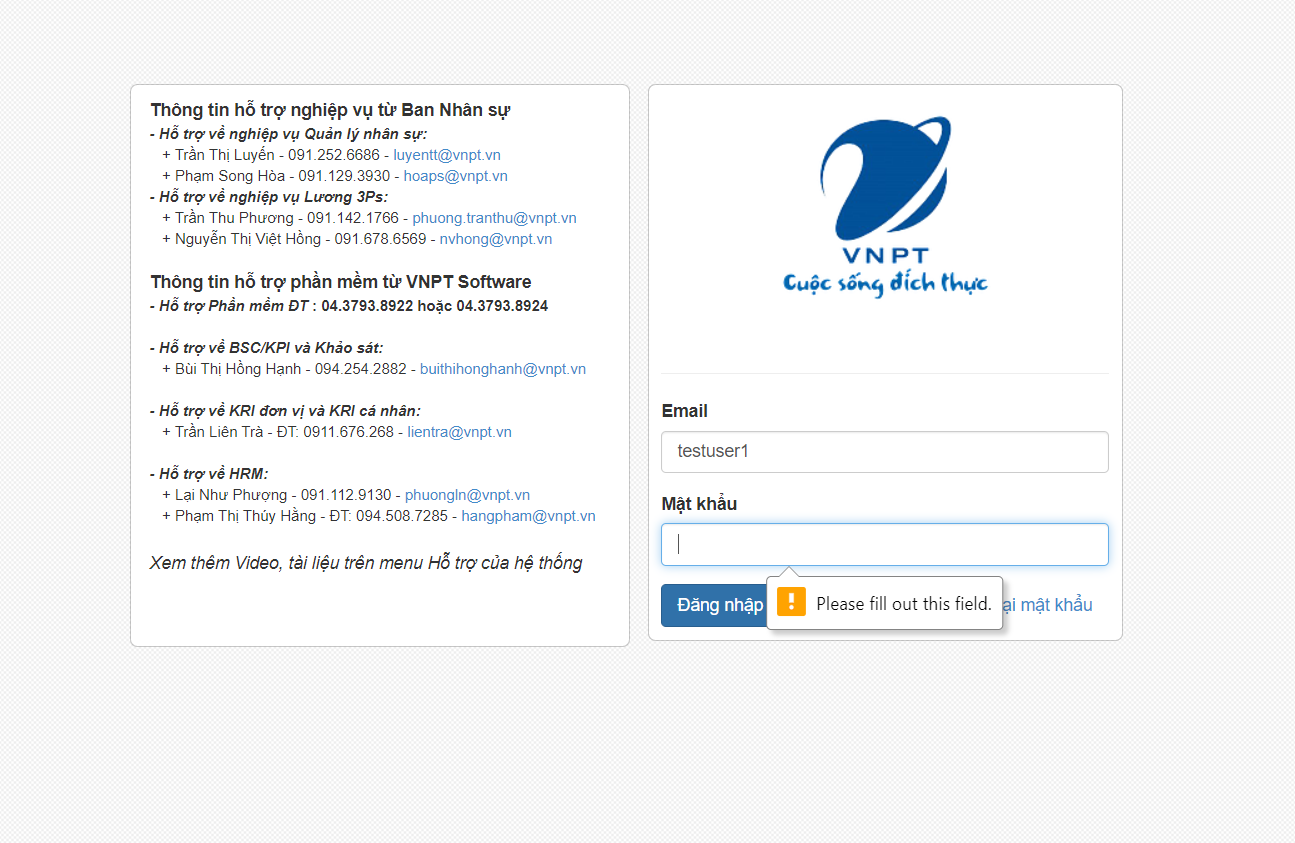 Thông tin hỗ trợ nghiệp vụ từ Ban Nhân sự
- Hỗ trợ về nghiệp vụ Quản lý nhân sự:
+ Trần Thị Luyến - 091.252.6686 - luyentt@vnpt.vn
+ Phạm Song Hòa - 091.129.3930 - hoaps@vnpt.vn
- Hỗ trợ về nghiệp vụ Lương 3Ps:
+ Trần Thu Phương - 091.142.1766 - phuong.tranthu@vnpt.vn
+ Nguyễn Thị Việt Hồng - 091.678.6569 - nvhong@vnpt.vn
Thông tin hỗ trợ phần mềm từ VNPT Software
- Hỗ trợ Phần mềm ĐT : 04.3793.8922 hoặc 04.3793.8924
- Hỗ trợ về BSC/KPI và Khảo sát:
+ Bùi Thị Hồng Hạnh - 094.254.2882 - buithihonghanh@vnpt.vn
- Hỗ trợ về KRI đơn vị và KRI cá nhân:
+ Trần Liên Trà - ĐT: 0911.676.268 - lientra@vnpt.vn
- Hỗ trợ về HRM:
+ Lại Như Phượng - 091.112.9130 - phuongln@vnpt.vn
+ Phạm Thị Thúy Hằng - ĐT: 094.508.7285 - hangpham@vnpt.vn
Xem thêm Video, tài liệu trên menu Hỗ trợ của hệ thống
VNPT
Cuộc sống đích thực
Email
testuser1
Mật khẩu
Đăng nhập
Please fill out this field.
ại mật khẩu